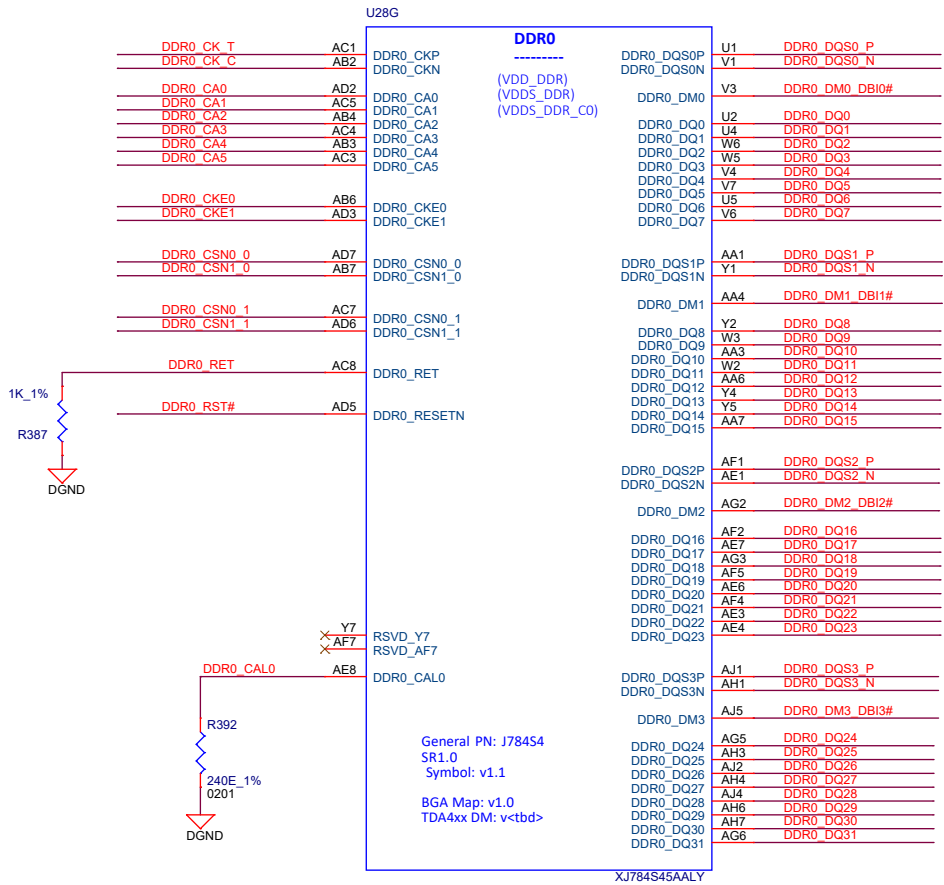 U28G
DDR0
---------
(VDD_DDR)
(VDDS_DDR)
(VDDS_DDR_C0)
DDR0_CK_T AC1 DDR0_CKP
DDR0_CK_C AB2 DDR0_CKN
DDR0_CA0 AD2 DDR0_CA0
DDR0_CA1 AC5 DDR0_CA1
DDR0_CA2 AB4 DDR0_CA2
DDR0_CA3 AC4 DDR0_CA3
DDR0_CA4 AB3 DDR0_CA4
DDR0_CA5 AC3 DDR0_CA5
DDR0_CKE0 AB6 DDR0_CKE0
DDR0_CKE1 AD3 DDR0_CKE1
DDR0_CSN0_0 AD7 DDR0_CSN0_0
DDR0_CSN1_0 AB7 DDR0_CSN1_0
DDR0_CSN0_1 AC7 DDR0_CSN0_1
DDR0_CSN1_1 AD6 DDR0_CSN1_1
DDR0_RET AC8 DDR0_RET
1K_1%
R387
DGND
DDR0_RST# AD5 DDR0_RESETN
Y7 RSVD_Y7
AF7 RSVD_AF7
DDR0_CAL0 AE8 DDR0_CAL0
R392
240E_1%
0201
DGND
General PN: J784S4
SR1.0
Symbol: v1.1
BGA Map: v1.0
TDA4xx DM: v<tbd>
DDR0_DQS0P U1 DDR0_DQS0_P
DDR0_DQS0N V1 DDR0_DQS0_N
DDR0_DM0 V3 DDR0_DM0_DBI0#
DDR0_DQ0 U2 DDR0_DQ0
DDR0_DQ1 U4 DDR0_DQ1
DDR0_DQ2 W6 DDR0_DQ2
DDR0_DQ3 W5 DDR0_DQ3
DDR0_DQ4 V4 DDR0_DQ4
DDR0_DQ5 V7 DDR0_DQ5
DDR0_DQ6 U5 DDR0_DQ6
DDR0_DQ7 V6 DDR0_DQ7
DDR0_DQS1P AA1 DDR0_DQS1_P
DDR0_DQS1N Y1 DDR0_DQS1_N
DDR0_DM1 AA4 DDR0_DM1_DBI1#
DDR0_DQ8 Y2 DDR0_DQ8
DDR0_DQ9 W3 DDR0_DQ9
DDR0_DQ10 AA3 DDR0_DQ10
DDR0_DQ11 W2 DDR0_DQ11
DDR0_DQ12 AA6 DDR0_DQ12
DDR0_DQ13 Y4 DDR0_DQ13
DDR0_DQ14 Y5 DDR0_DQ14
DDR0_DQ15 AA7 DDR0_DQ15
DDR0_DQS2P AF1 DDR0_DQS2_P
DDR0_DQS2N AE1 DDR0_DQS2_N
DDR0_DM2 AG2 DDR0_DM2_DBI2#
DDR0_DQ16 AF2 DDR0_DQ16
DDR0_DQ17 AE7 DDR0_DQ17
DDR0_DQ18 AG3 DDR0_DQ18
DDR0_DQ19 AF5 DDR0_DQ19
DDR0_DQ20 AE6 DDR0_DQ20
DDR0_DQ21 AF4 DDR0_DQ21
DDR0_DQ22 AE3 DDR0_DQ22
DDR0_DQ23 AE4 DDR0_DQ23
DDR0_DQS3P AJ1 DDR0_DQS3_P
DDR0_DQS3N AH1 DDR0_DQS3_N
DDR0_DM3 AJ5 DDR0_DM3_DBI3#
DDR0_DQ24 AG5 DDR0_DQ24
DDR0_DQ25 AH3 DDR0_DQ25
DDR0_DQ26 AJ2 DDR0_DQ26
DDR0_DQ27 AH4 DDR0_DQ27
DDR0_DQ28 AJ4 DDR0_DQ28
DDR0_DQ29 AH6 DDR0_DQ29
DDR0_DQ30 AH7 DDR0_DQ30
DDR0_DQ31 AG6 DDR0_DQ31
XJ784S45AALY